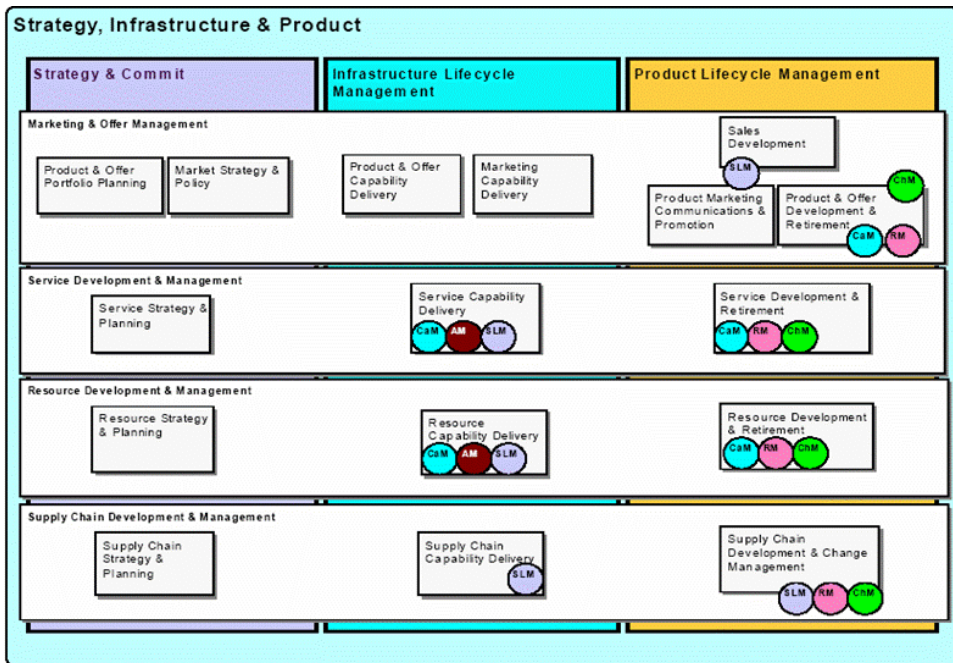 Strategy, Infrastructure & Product
Strategy & Commit
Infrastructure Lifecycle
Management
Product Lifecycle Management
Marketing & Offer Management
Product & Offer
Portfolio Planning
Market Strategy &
Policy
Product & Offer
Capability
Delivery
Marketing
Capability
Delivery
Sales
Development
SLM
Product Marketing
Communications &
Promotion
ChM
Product & Offer
Development &
Retirement
CaM
RM
Service Development & Management
Service Strategy &
Planning
Service Capability
Delivery
CaM
AM
SLM
Service Development &
Retirement
CaM
RM
ChM
Resource Development & Management
Resource Strategy
& Planning
Resource
Capability Delivery
CaM
AM
SLM
Resource Development
& Retirement
CaM
RM
ChM
Supply Chain Development & Management
Supply Chain
Strategy &
Planning
Supply Chain
Capability Delivery
SLM
Supply Chain
Development & Change
Management
SLM
RM
ChM